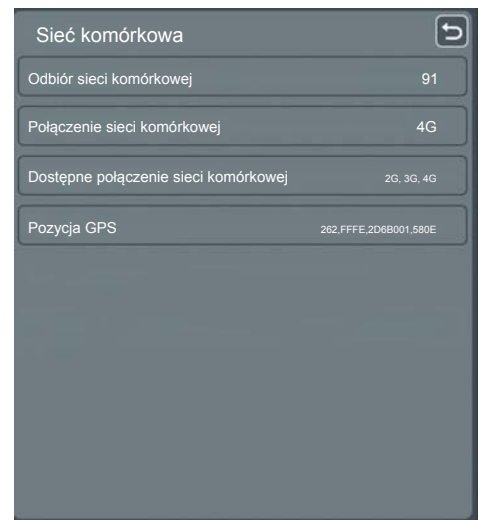 Sieć komórkowa
Odbiór sieci komórkowej 91
Połączenie sieci komórkowej 4G
Dostępne połączenie sieci komórkowej 2G, 3G, 4G
Pozycja GPS 262,FFFE,2D6B001,580E